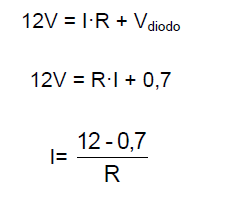 12V = I·R + Vdiodo
12V = R·I + 0,7
I= 12 - 0,7
R